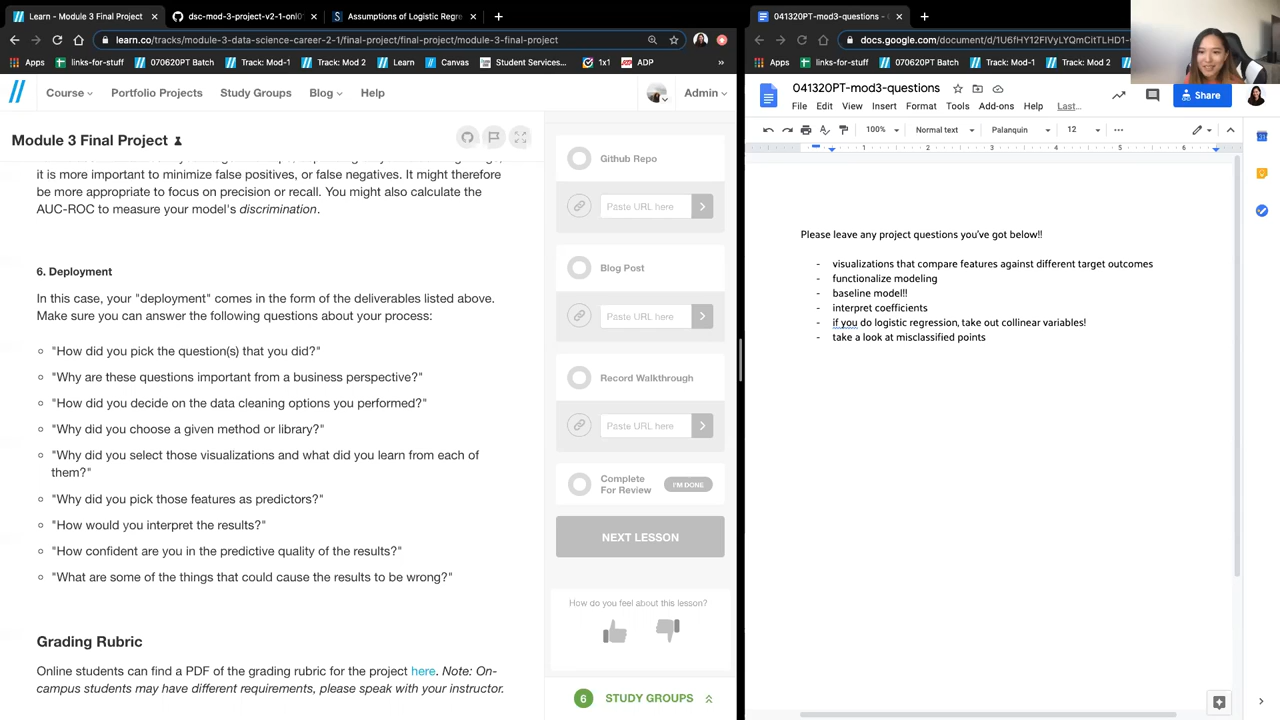 Learn - Module 3 Final Project
dsc-mod-3-project-v2-1-onl01
Assumptions of Logistic Regre
learn.co/tracks/module-3-data-science-career-2-1/final-project/final-project/module-3-final-project
Apps
links-for-stuff
070620PT Batch
Track: Mod-1
Track: Mod 2
Learn
Canvas
Student Services...
1x1
ADP
»
Course
Portfolio Projects
Study Groups
Blog
Help
Admin
Module 3 Final Project
it is more important to minimize false positives, or false negatives. It might therefore
be more appropriate to focus on precision or recall. You might also calculate the
AUC-ROC to measure your model's discrimination.
6. Deployment
In this case, your "deployment" comes in the form of the deliverables listed above.
Make sure you can answer the following questions about your process:
"How did you pick the question(s) that you did?"
"Why are these questions important from a business perspective?"
"How did you decide on the data cleaning options you performed?"
"Why did you choose a given method or library?"
"Why did you select those visualizations and what did you learn from each of
them?"
"Why did you pick those features as predictors?"
"How would you interpret the results?"
"How confident are you in the predictive quality of the results?"
"What are some of the things that could cause the results to be wrong?"
Grading Rubric
Online students can find a PDF of the grading rubric for the project here. Note: On-
campus students may have different requirements, please speak with your instructor.
Github Repo
Paste URL here
Blog Post
Paste URL here
Record Walkthrough
Paste URL here
Complete
For Review
I'M DONE
NEXT LESSON
How do you feel about this lesson?
6 STUDY GROUPS
041320PT-mod3-questions -
docs.google.com/document/d/1U6fHY12FIVyLYQmCitTLHD1-
Apps
links-for-stuff
070620PT Batch
Track: Mod-1
Track: Mod 2
041320PT-mod3-questions
File Edit View Insert Format Tools Add-ons Help Last...
Share
100% Normal text Palanquin 12
1 2 3 4 5 6
Please leave any project questions you've got below!!
- visualizations that compare features against different target outcomes
- functionalize modeling
- baseline model!!
- interpret coefficients
- if you do logistic regression, take out collinear variables!
- take a look at misclassified points